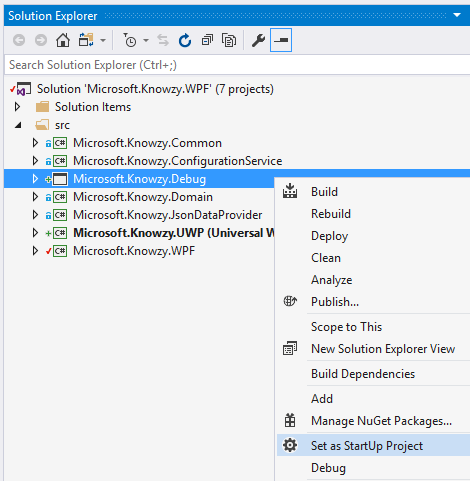 Solution Explorer
Search Solution Explorer (Ctrl+;)
Solution 'Microsoft.Knowzy.WPF' (7 projects)
Solution Items
src
C# Microsoft.Knowzy.Common
C# Microsoft.Knowzy.ConfigurationService
Microsoft.Knowzy.Debug
C# Microsoft.Knowzy.Domain
C# Microsoft.Knowzy.JsonDataProvider
C# Microsoft.Knowzy.UWP (Universal W
C# Microsoft.Knowzy.WPF
Build
Rebuild
Deploy
Clean
Analyze
Publish...
Scope to This
New Solution Explorer View
Build Dependencies
Add
Manage NuGet Packages...
Set as StartUp Project
Debug